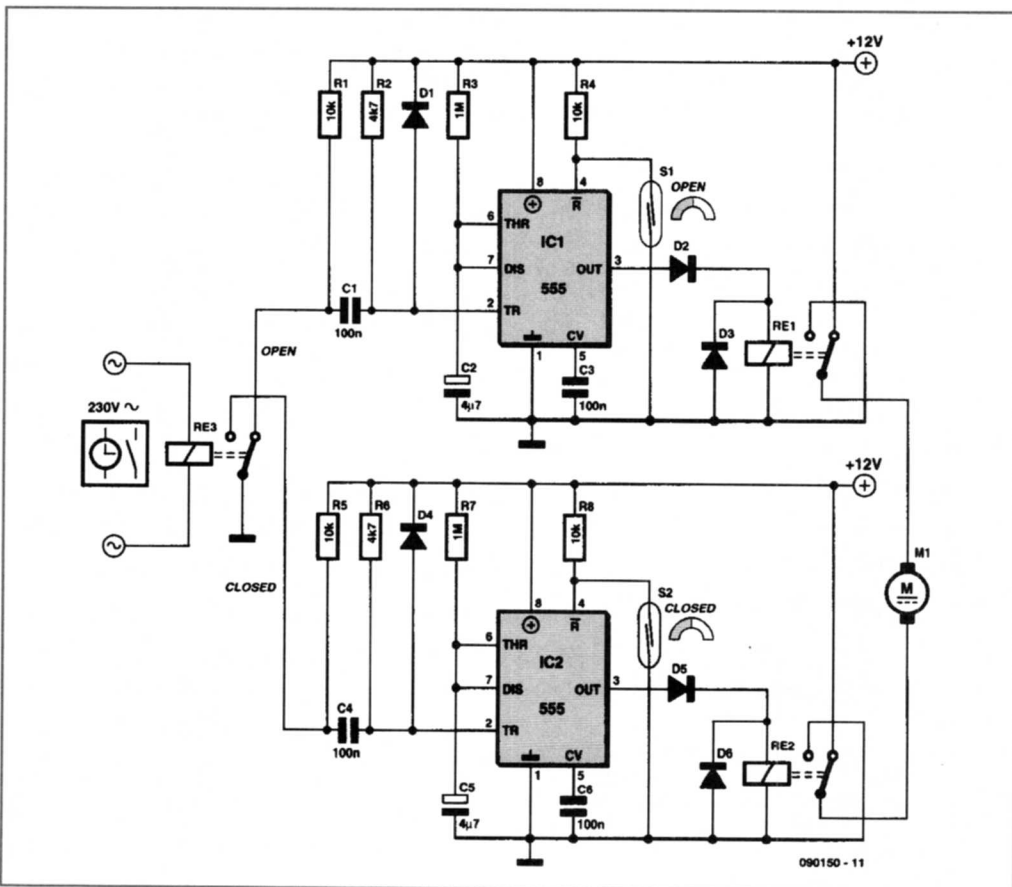 +12V
R1
10k
R2
4k7
D1
R3
1M
R4
10k
S1
OPEN
8
4
R̅
6
THR
IC1
7
DIS
OUT
3
D2
555
C1
100n
2
TR
CV
1
5
OPEN
C2
4µ7
C3
100n
D3
RE1
230V ~
RE3
CLOSED
+12V
R5
10k
R6
4k7
D4
R7
1M
R8
10k
S2
CLOSED
8
4
R̅
6
THR
IC2
7
DIS
OUT
3
D5
555
C4
100n
2
TR
CV
1
5
C5
4µ7
C6
100n
D6
RE2
M1
M
090150 - 11